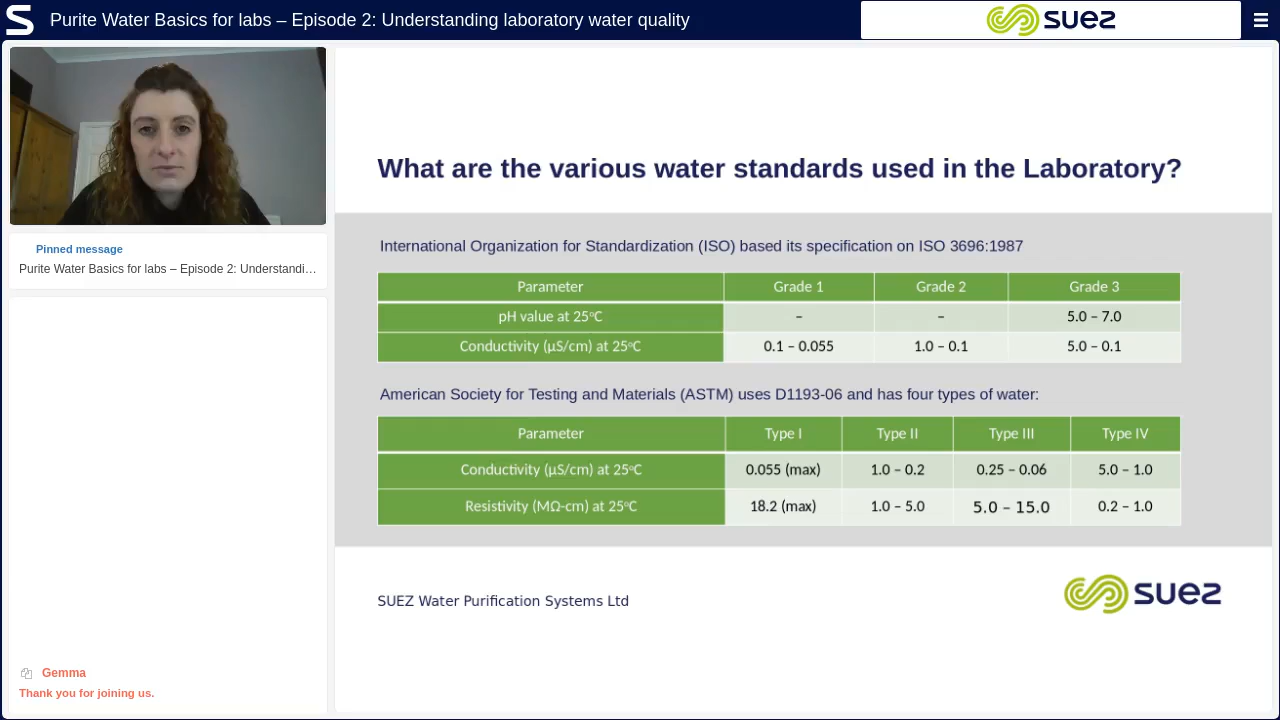 Purite Water Basics for labs – Episode 2: Understanding laboratory water quality
suez
Pinned message
Purite Water Basics for labs – Episode 2: Understandi…
Gemma
Thank you for joining us.
What are the various water standards used in the Laboratory?
International Organization for Standardization (ISO) based its specification on ISO 3696:1987
Parameter Grade 1 Grade 2 Grade 3
pH value at 25°C – – 5.0 – 7.0
Conductivity (µS/cm) at 25°C 0.1 – 0.055 1.0 – 0.1 5.0 – 0.1
American Society for Testing and Materials (ASTM) uses D1193-06 and has four types of water:
Parameter Type I Type II Type III Type IV
Conductivity (µS/cm) at 25°C 0.055 (max) 1.0 – 0.2 0.25 – 0.06 5.0 – 1.0
Resistivity (MΩ-cm) at 25°C 18.2 (max) 1.0 – 5.0 5.0 – 15.0 0.2 – 1.0
SUEZ Water Purification Systems Ltd
suez